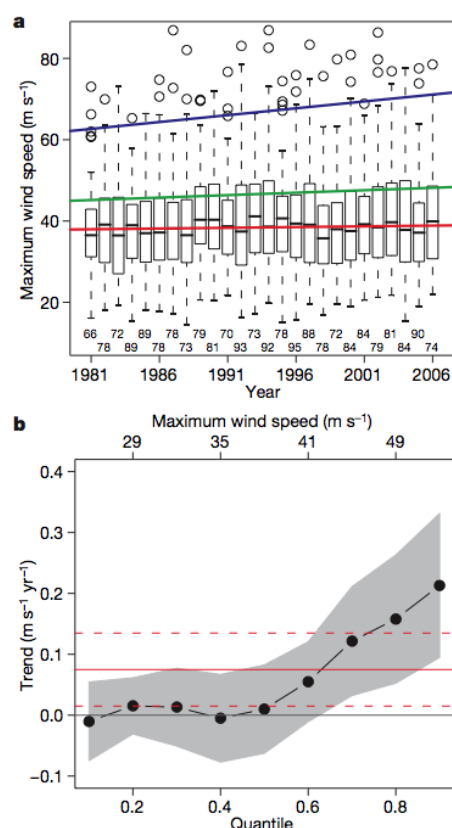 a
80
60
40
20
Maximum wind speed (m s⁻¹)
66 72 89 78 79 70 73 78 88 72 84 81 90
78 89 78 73 81 93 92 95 78 84 79 84 74
1981 1986 1991 1996 2001 2006
Year
b
Maximum wind speed (m s⁻¹)
29 35 41 49
0.4
0.3
0.2
0.1
0.0
−0.1
Trend (m s⁻¹ yr⁻¹)
0.2 0.4 0.6 0.8
Quantile